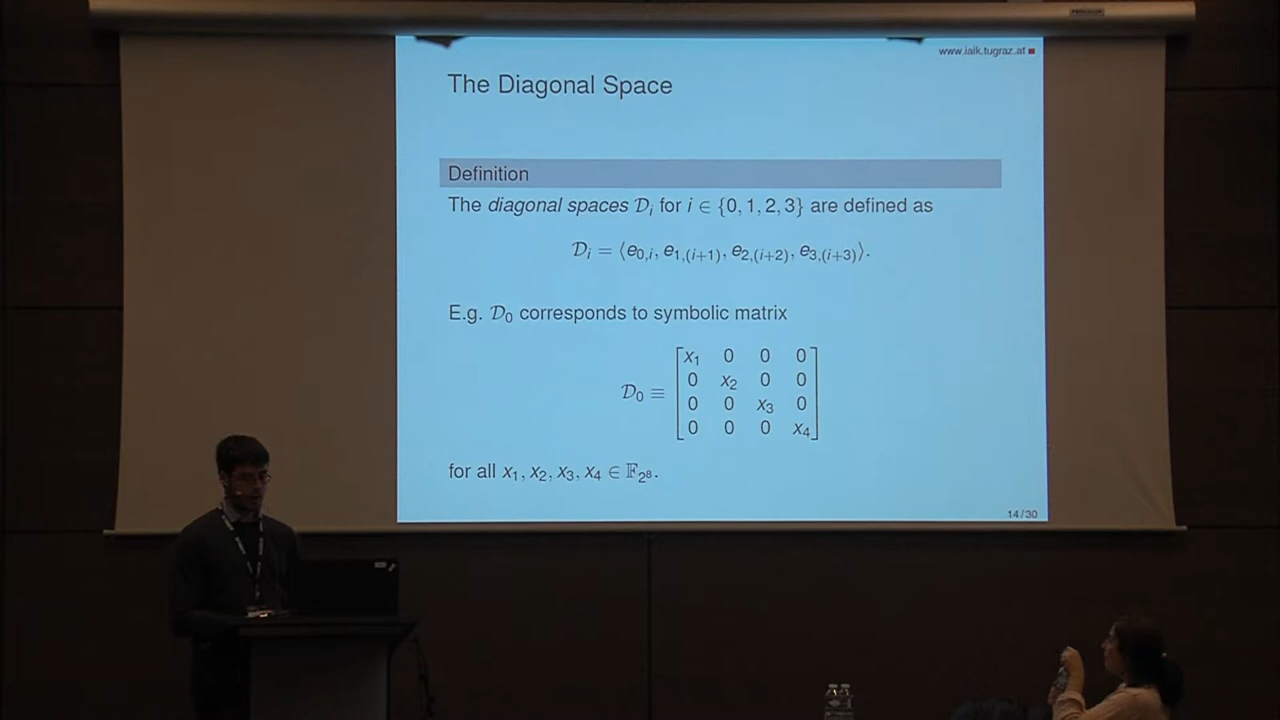 www.iaik.tugraz.at
The Diagonal Space
Definition
The diagonal spaces 𝒟ᵢ for i ∈ {0, 1, 2, 3} are defined as
𝒟ᵢ = ⟨e₀,ᵢ, e₁,₍ᵢ₊₁₎, e₂,₍ᵢ₊₂₎, e₃,₍ᵢ₊₃₎⟩.
E.g. 𝒟₀ corresponds to symbolic matrix
x₁ 0 0 0
0 x₂ 0 0
𝒟₀ ≡
0 0 x₃ 0
0 0 0 x₄
for all x₁, x₂, x₃, x₄ ∈ 𝔽₂⁸.
14/30